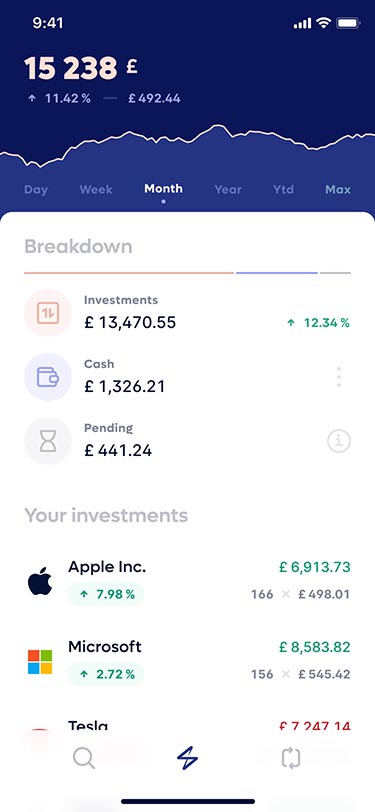 9:41
15 238 £
↑ 11.42 % — £ 492.44
Day Week Month Year Ytd Max
Breakdown
Investments
£ 13,470.55 ↑ 12.34 %
Cash
£ 1,326.21
Pending
£ 441.24
Your investments
Apple Inc. £ 6,913.73
↑ 7.98 % 166 × £ 498.01
Microsoft £ 8,583.82
↑ 2.72 % 156 × £ 545.42
Tesla £ 7,247.14